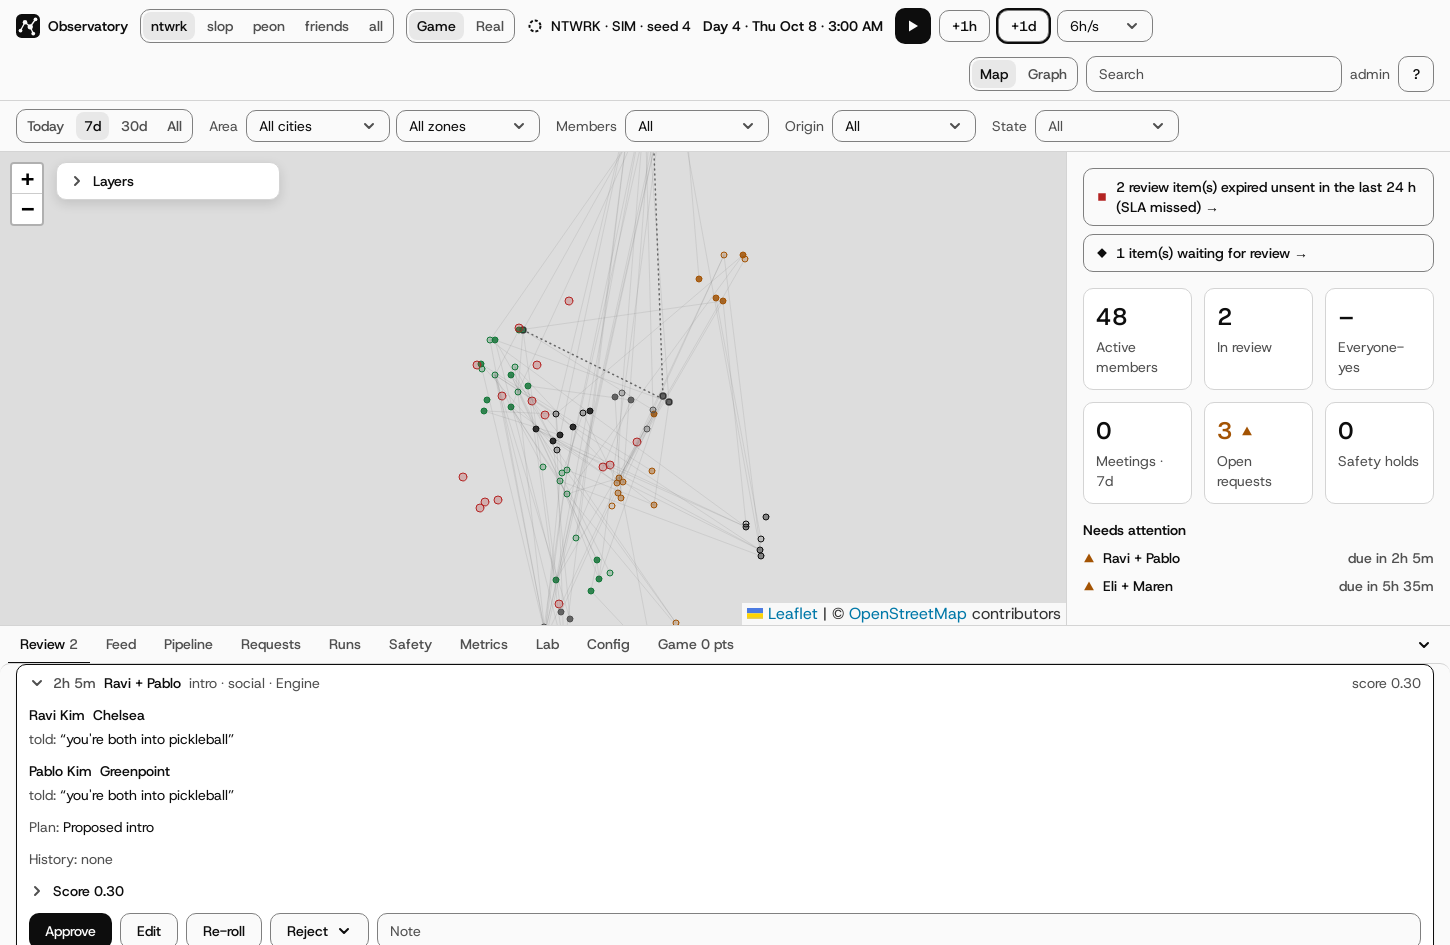 Observatory ntwrk slop peon friends all Game Real NTWRK · SIM · seed 4 Day 4 · Thu Oct 8 · 3:00 AM +1h +1d 6h/s
Map Graph Search admin ?
Today 7d 30d All Area All cities All zones Members All Origin All State All
+
−
Layers
2 review item(s) expired unsent in the last 24 h
(SLA missed) →
1 item(s) waiting for review →
48 2 –
Active
members
In review
Everyone–
yes
0 3 0
Meetings ·
7d
Open
requests
Safety holds
Needs attention
Ravi + Pablo due in 2h 5m
Eli + Maren due in 5h 35m
Leaflet | © OpenStreetMap contributors
Review 2 Feed Pipeline Requests Runs Safety Metrics Lab Config Game 0 pts
2h 5m Ravi + Pablo intro · social · Engine score 0.30
Ravi Kim Chelsea
told: “you're both into pickleball”
Pablo Kim Greenpoint
told: “you're both into pickleball”
Plan: Proposed intro
History: none
Score 0.30
Approve Edit Re-roll Reject Note